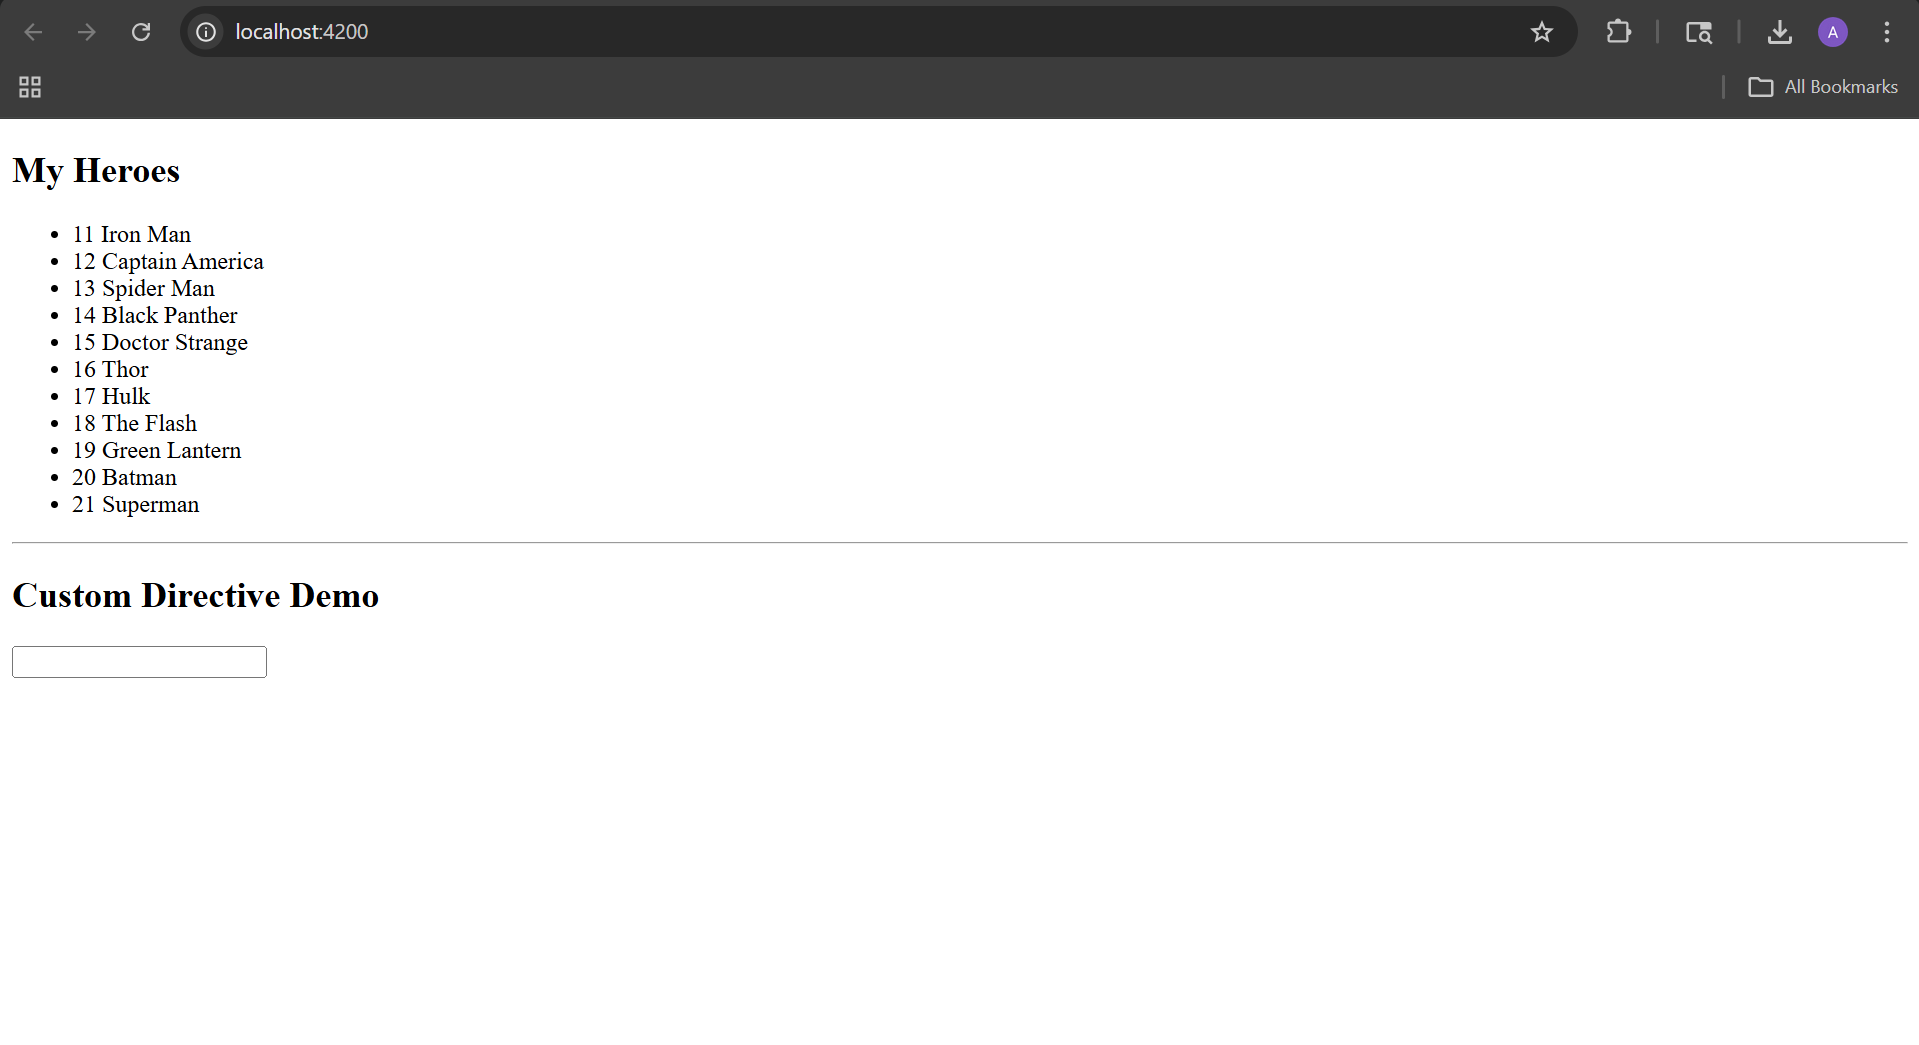 localhost:4200
A
All Bookmarks
My Heroes
• 11 Iron Man
• 12 Captain America
• 13 Spider Man
• 14 Black Panther
• 15 Doctor Strange
• 16 Thor
• 17 Hulk
• 18 The Flash
• 19 Green Lantern
• 20 Batman
• 21 Superman
Custom Directive Demo